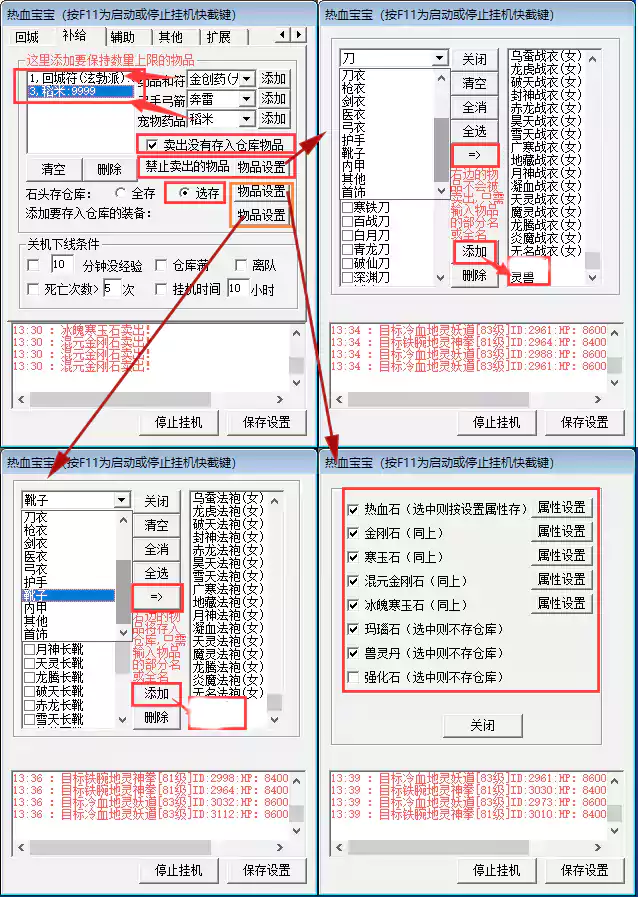 热血宝宝（按F11为启动或停止挂机快截键）
回城 补给 辅助 其他 扩展
这里添加要保持数量上限的物品
1,回城符(泫勃派):
3,稻米:9999
金创药(大 添加
弓手弓箭 奔雷 添加
宠物药品 稻米 添加
卖出没有存入仓库物品
清空 删除 禁止卖出的物品 物品设置
石头存仓库： 全存 选存 物品设置
添加要存入仓库的装备： 物品设置
关机下线条件
10 分钟没经验 仓库满 离队
死亡次数> 5 次 挂机时间 10 小时
13:30 : 冰魄寒玉石卖出!
13:30 : 混元金刚石卖出!
13:30 : 混元金刚石卖出!
13:30 : 混元金刚石卖出!
停止挂机 保存设置
热血宝宝（按F11为启动或停止挂机快截键）
刀
刀衣
枪衣
剑衣
医衣
弓衣
护手
靴子
内甲
其他
首饰
寒铁刀
百战刀
白月刀
青龙刀
破仙刀
深渊刀
关闭
清空
全消
全选
=>
右边的物
品不会被
卖出,只需
输入物品
的部分名
或全名
添加
删除
乌蚕战衣(女)
龙虎战衣(女)
破天战衣(女)
封神战衣(女)
赤龙战衣(女)
昊天战衣(女)
雪天战衣(女)
广寒战衣(女)
地藏战衣(女)
月神战衣(女)
凝血战衣(女)
天灵战衣(女)
魔灵战衣(女)
龙腾战衣(女)
炎魔战衣(女)
无名战衣(女)
灵兽
13:34 : 目标冷血地灵妖道[83级]ID:2961:MP: 8600
13:34 : 目标铁腕地灵神拳[81级]ID:2964:MP: 8400
13:34 : 目标冷血地灵妖道[83级]ID:2988:MP: 8600
13:34 : 目标冷血地灵妖道[83级]ID:2961:MP: 8600
停止挂机 保存设置
热血宝宝（按F11为启动或停止挂机快截键）
靴子
刀衣
枪衣
剑衣
医衣
弓衣
护手
靴子
内甲
其他
首饰
月神长靴
天灵长靴
龙腾长靴
破天长靴
赤龙长靴
雪天长靴
关闭
清空
全消
全选
=>
右边的物
品将存入
仓库,只需
输入物品
的部分名
或全名
添加
删除
乌蚕法袍(女)
龙虎法袍(女)
破天法袍(女)
封神法袍(女)
赤龙法袍(女)
昊天法袍(女)
雪天法袍(女)
广寒法袍(女)
地藏法袍(女)
月神法袍(女)
凝血法袍(女)
天灵法袍(女)
魔灵法袍(女)
龙腾法袍(女)
炎魔法袍(女)
无名法袍(女)
13:36 : 目标铁腕地灵神拳[81级]ID:2998:MP: 8400
13:36 : 目标铁腕地灵神拳[81级]ID:2964:MP: 8400
13:36 : 目标冷血地灵妖道[83级]ID:3032:MP: 8600
13:36 : 目标冷血地灵妖道[83级]ID:3112:MP: 8600
停止挂机 保存设置
热血宝宝（按F11为启动或停止挂机快截键）
热血石（选中则按设置属性存） 属性设置
金刚石（同上） 属性设置
寒玉石（同上） 属性设置
混元金刚石（同上） 属性设置
冰魄寒玉石（同上） 属性设置
玛瑙石（选中则不存仓库）
兽灵丹（选中则不存仓库）
强化石（选中则不存仓库）
关闭
13:39 : 目标冷血地灵妖道[83级]ID:2961:MP: 8600
13:39 : 目标铁腕地灵神拳[81级]ID:3030:MP: 8400
13:39 : 目标冷血地灵妖道[83级]ID:2973:MP: 8600
13:39 : 目标铁腕地灵神拳[81级]ID:3010:MP: 8400
停止挂机 保存设置